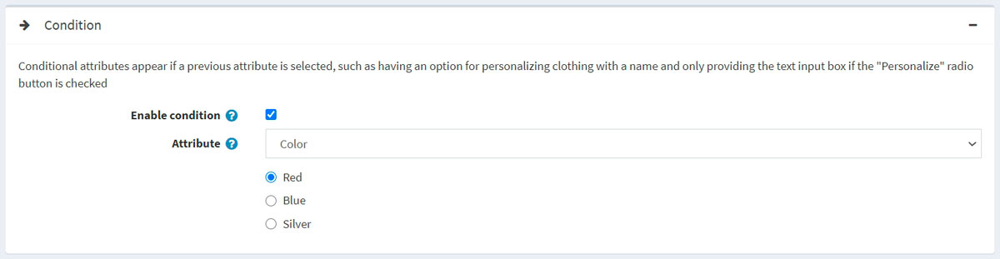 Condition
Conditional attributes appear if a previous attribute is selected, such as having an option for personalizing clothing with a name and only providing the text input box if the "Personalize" radio
button is checked
Enable condition ?
Attribute ? Color
Red
Blue
Silver